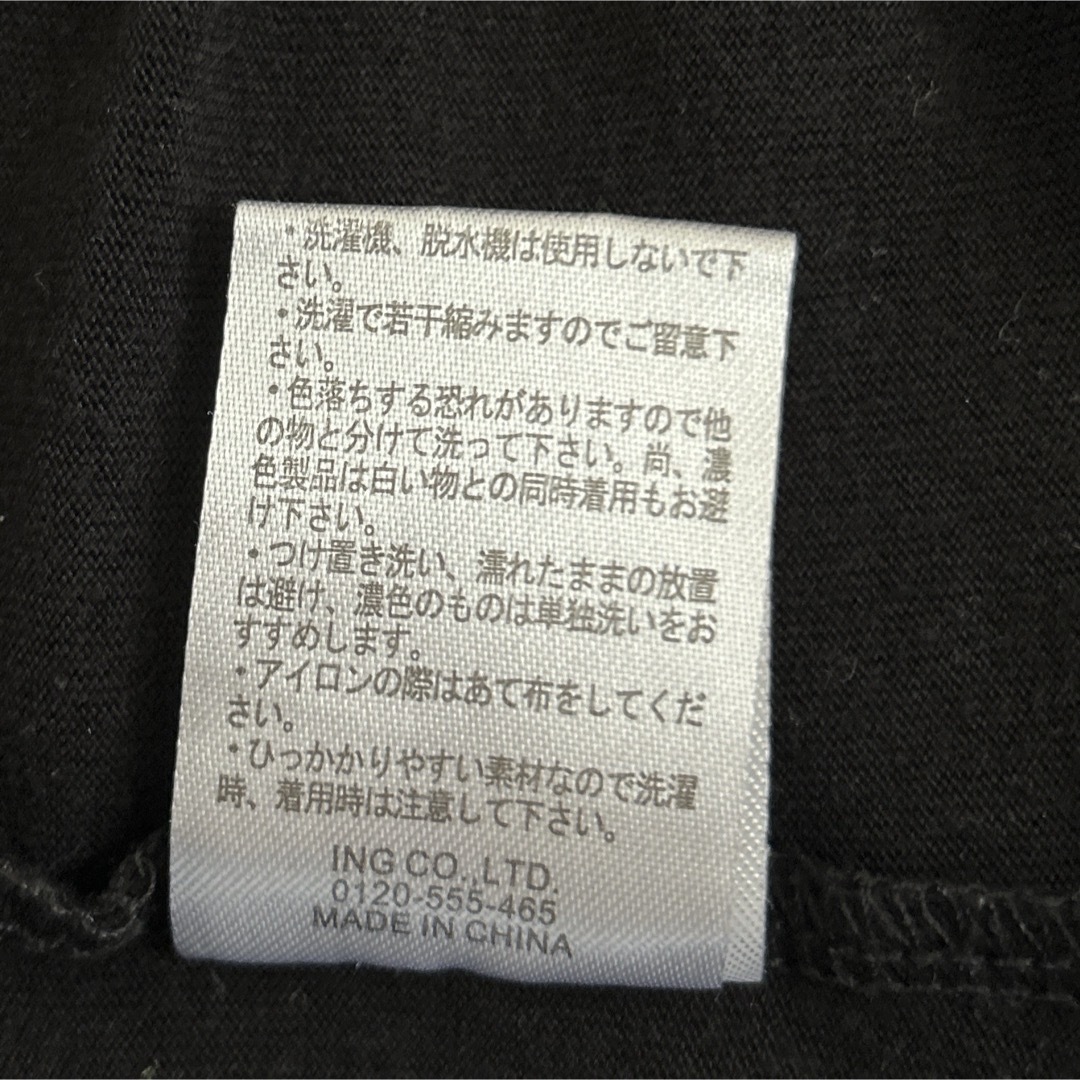 ・洗濯機、脱水機は使用しないで下
さい。
・洗濯で若干縮みますのでご留意下
さい。
・色落ちする恐れがありますので他
の物と分けて洗って下さい。尚、濃
色製品は白い物との同時着用もお避
け下さい。
・つけ置き洗い、濡れたままの放置
は避け、濃色のものは単独洗いをお
すすめします。
・アイロンの際はあて布をしてくだ
さい。
・ひっかかりやすい素材なので洗濯
時、着用時は注意して下さい。
ING CO.,LTD.
0120-555-465
MADE IN CHINA